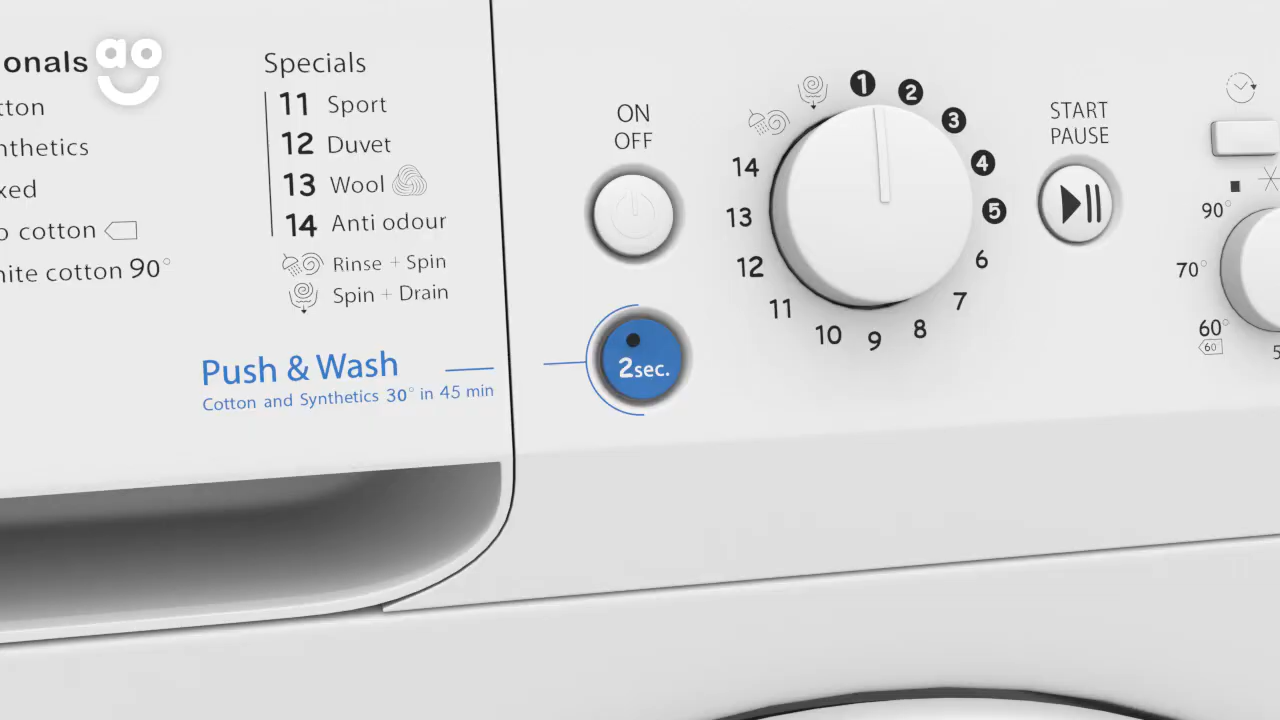 ao
onals
tton
nthetics
xed
o cotton
nite cotton 90°
Specials
11 Sport
12 Duvet
13 Wool
14 Anti odour
Rinse + Spin
Spin + Drain
Push & Wash
Cotton and Synthetics 30° in 45 min
ON
OFF
2sec.
1
2
3
4
5
6
7
8
9
10
11
12
13
14
START
PAUSE
90°
70°
60°
60
5